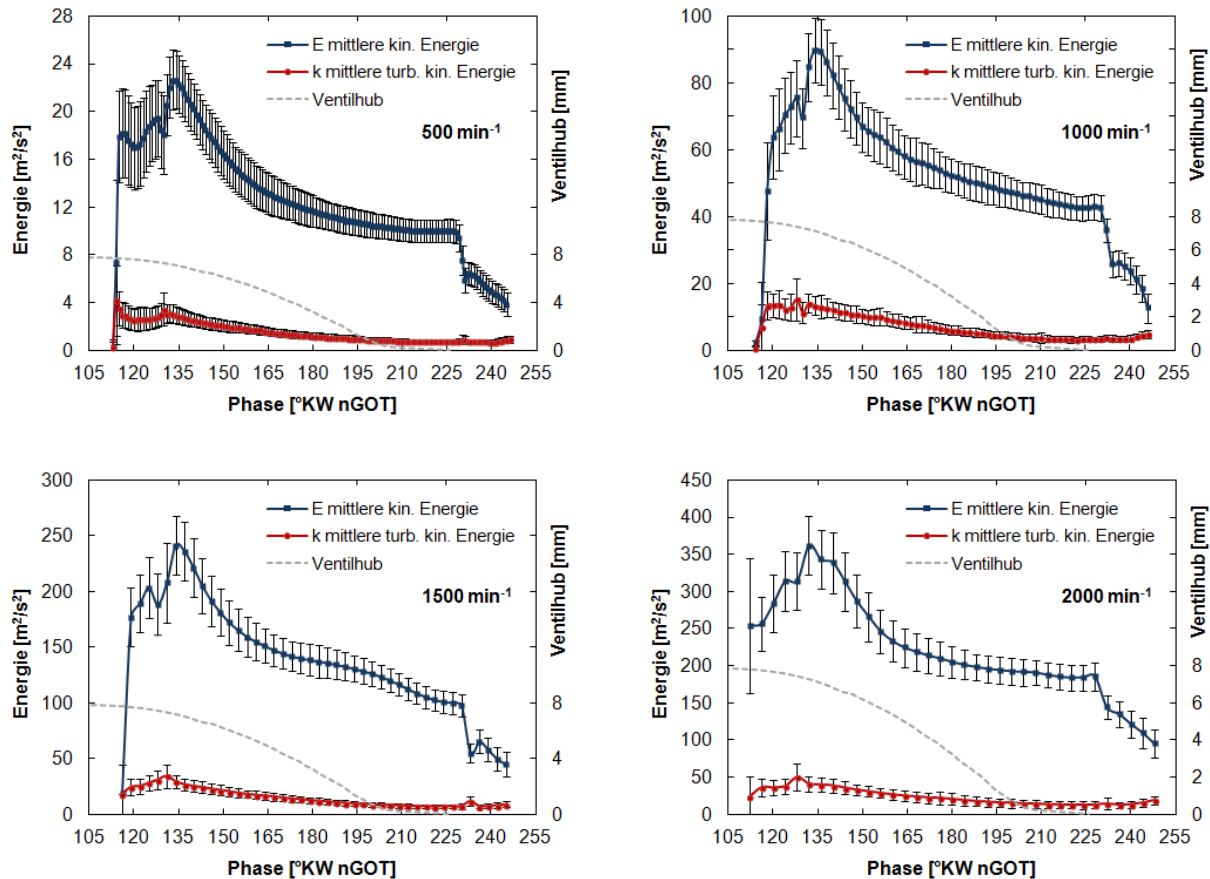 28
24
20
16
12
8
4
0
Energie [m²/s²]
E mittlere kin. Energie
k mittlere turb. kin. Energie
Ventilhub
500 min⁻¹
8
4
0
Ventilhub [mm]
105 120 135 150 165 180 195 210 225 240 255
Phase [°KW nGOT]
100
80
60
40
20
0
Energie [m²/s²]
E mittlere kin. Energie
k mittlere turb. kin. Energie
Ventilhub
1000 min⁻¹
8
6
4
2
0
Ventilhub [mm]
105 120 135 150 165 180 195 210 225 240 255
Phase [°KW nGOT]
300
250
200
150
100
50
0
Energie [m²/s²]
E mittlere kin. Energie
k mittlere turb. kin. Energie
Ventilhub
1500 min⁻¹
8
4
0
Ventilhub [mm]
105 120 135 150 165 180 195 210 225 240 255
Phase [°KW nGOT]
450
400
350
300
250
200
150
100
50
0
Energie [m²/s²]
E mittlere kin. Energie
k mittlere turb. kin. Energie
Ventilhub
2000 min⁻¹
8
6
4
2
0
Ventilhub [mm]
105 120 135 150 165 180 195 210 225 240 255
Phase [°KW nGOT]